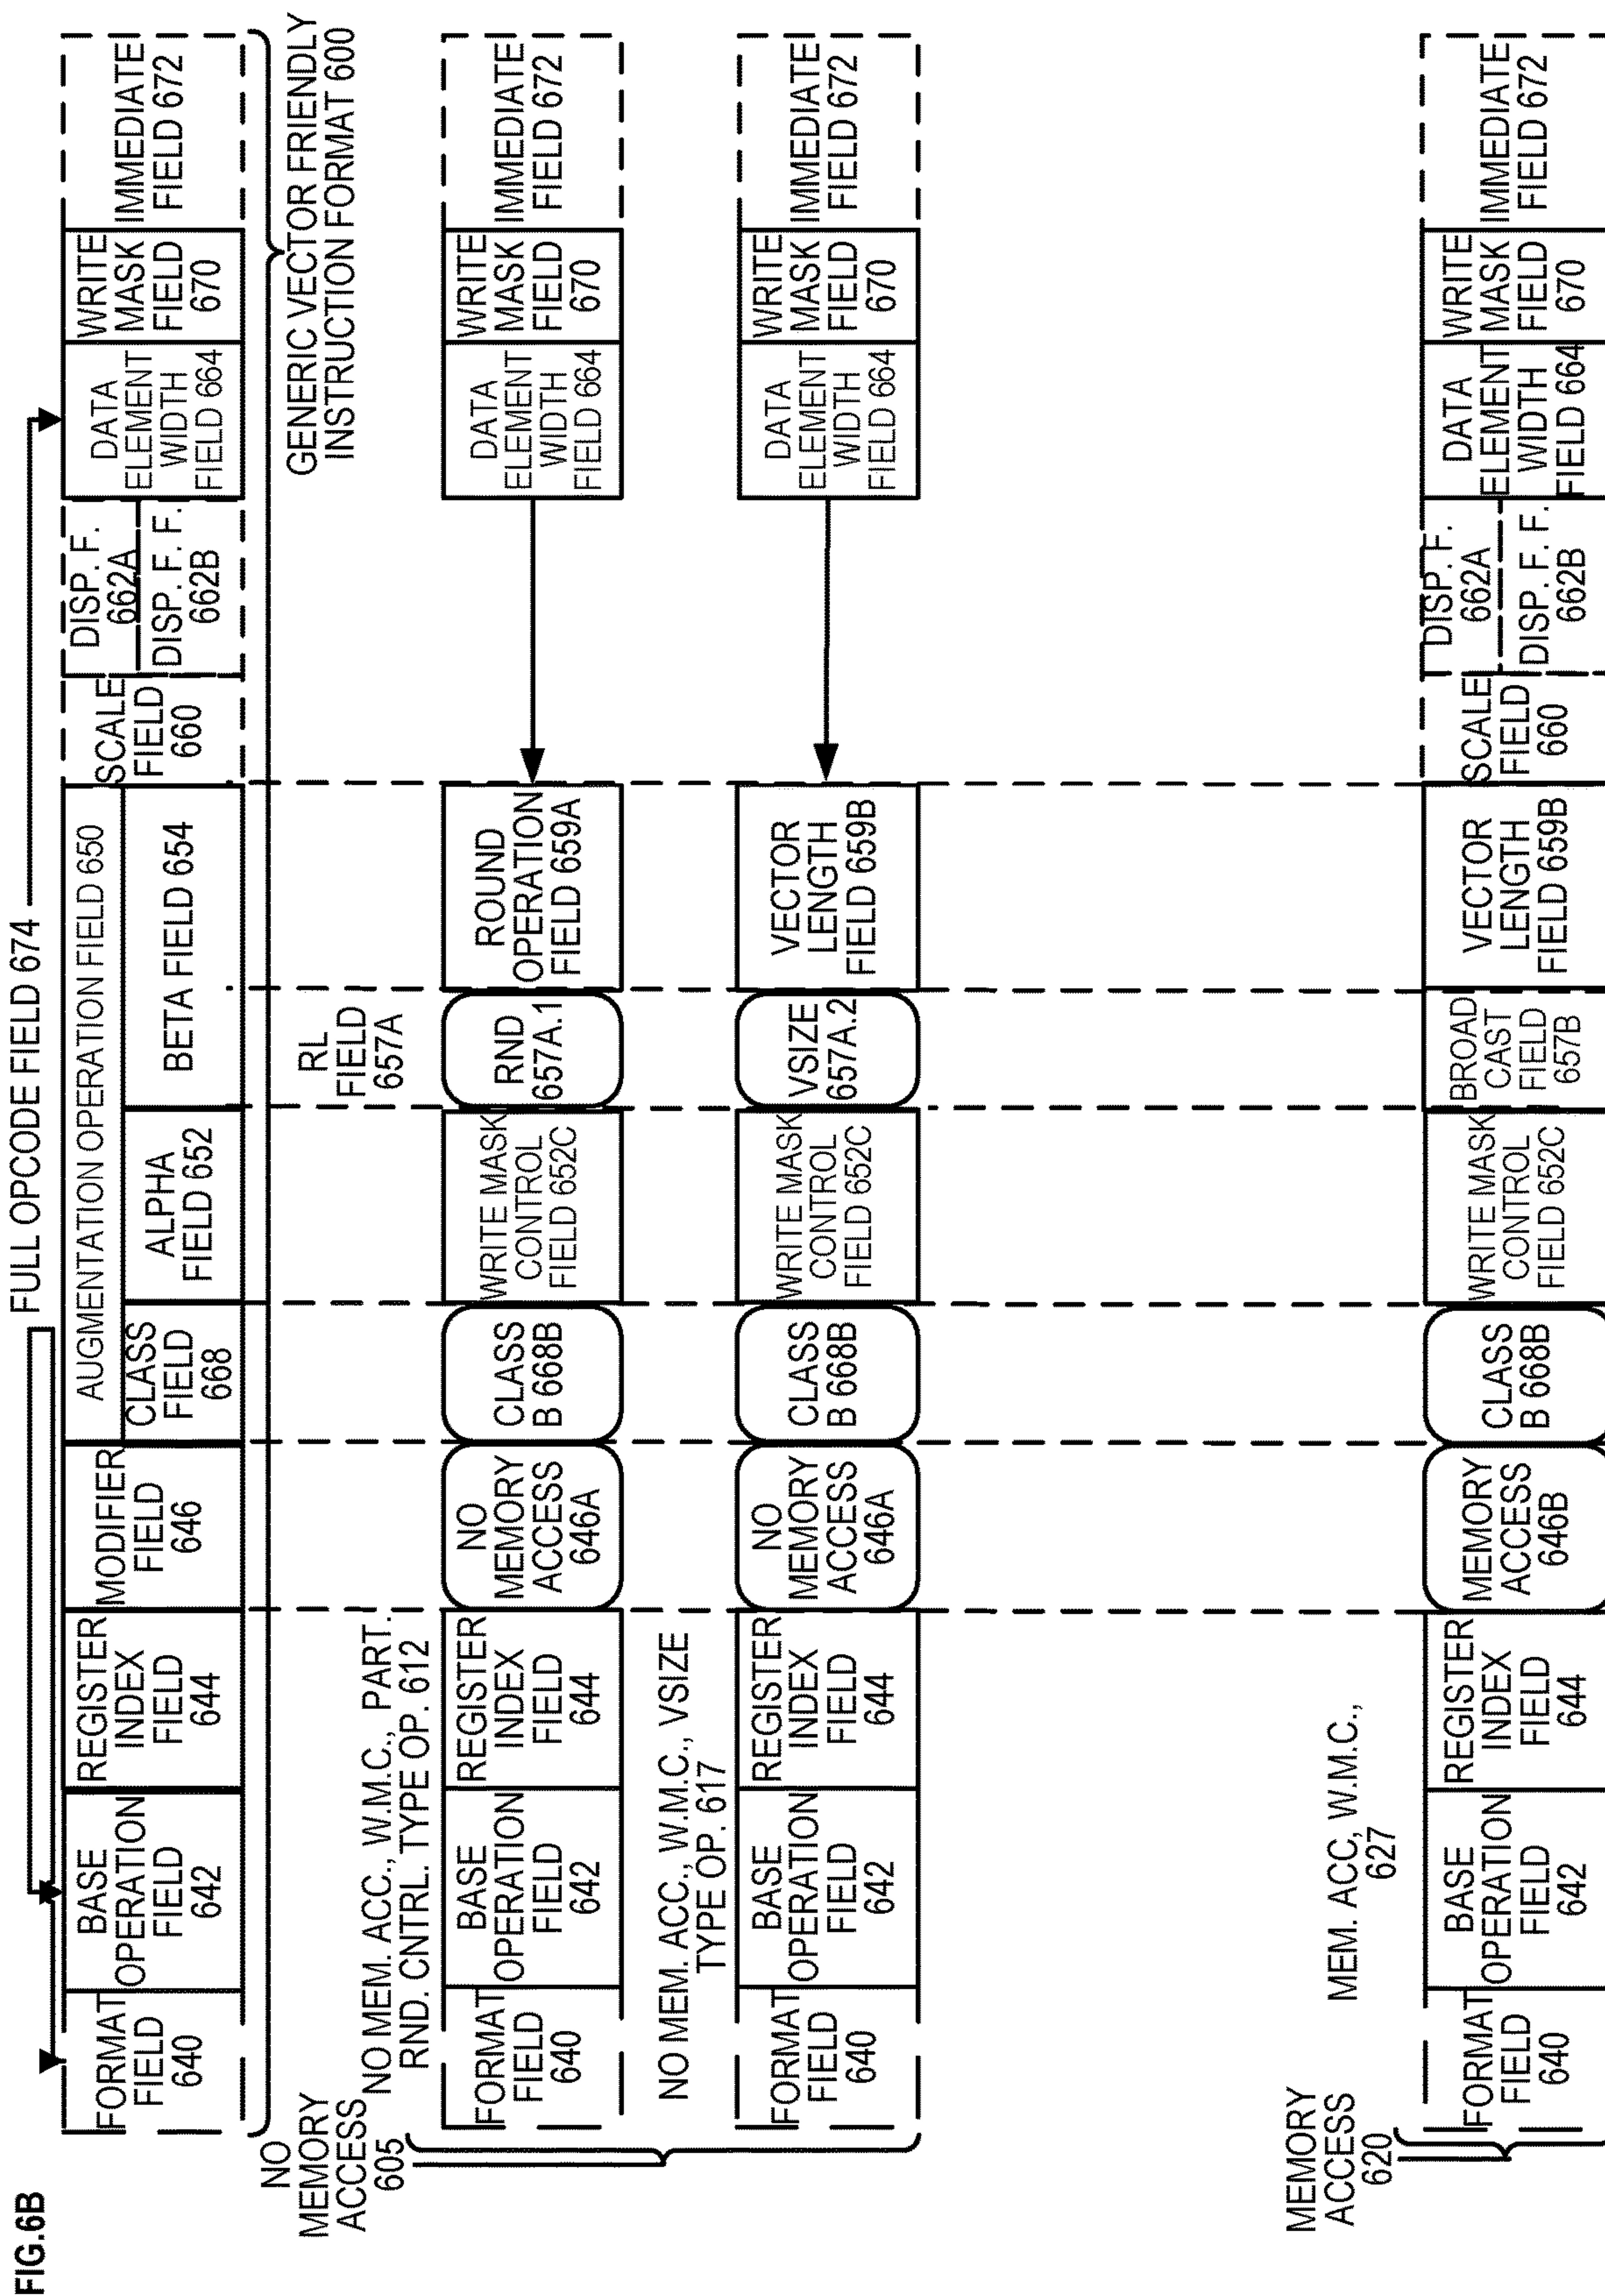 FIG.6B
FULL OPCODE FIELD 674
FORMAT
FIELD
640
BASE
OPERATION
FIELD
642
REGISTER
INDEX
FIELD
644
MODIFIER
FIELD
646
AUGMENTATION OPERATION FIELD 650
CLASS
FIELD
668
ALPHA
FIELD 652
BETA FIELD 654
SCALE
FIELD
660
DISP. F.
662A
DISP. F. F.
662B
DATA
ELEMENT
WIDTH
FIELD 664
WRITE
MASK
FIELD
670
IMMEDIATE
FIELD 672
GENERIC VECTOR FRIENDLY
INSTRUCTION FORMAT 600
NO
MEMORY
ACCESS
605
RL
FIELD
657A
NO MEM. ACC., W.M.C., PART.
RND. CNTRL. TYPE OP. 612
FORMAT
FIELD
640
BASE
OPERATION
FIELD
642
REGISTER
INDEX
FIELD
644
NO
MEMORY
ACCESS
646A
CLASS
B 668B
WRITE MASK
CONTROL
FIELD 652C
RND
657A.1
ROUND
OPERATION
FIELD 659A
DATA
ELEMENT
WIDTH
FIELD 664
WRITE
MASK
FIELD
670
IMMEDIATE
FIELD 672
NO MEM. ACC., W.M.C., VSIZE
TYPE OP. 617
FORMAT
FIELD
640
BASE
OPERATION
FIELD
642
REGISTER
INDEX
FIELD
644
NO
MEMORY
ACCESS
646A
CLASS
B 668B
WRITE MASK
CONTROL
FIELD 652C
VSIZE
657A.2
VECTOR
LENGTH
FIELD 659B
DATA
ELEMENT
WIDTH
FIELD 664
WRITE
MASK
FIELD
670
IMMEDIATE
FIELD 672
MEMORY
ACCESS
620
MEM. ACC, W.M.C.,
627
FORMAT
FIELD
640
BASE
OPERATION
FIELD
642
REGISTER
INDEX
FIELD
644
MEMORY
ACCESS
646B
CLASS
B 668B
WRITE MASK
CONTROL
FIELD 652C
BROAD
CAST
FIELD
657B
VECTOR
LENGTH
FIELD 659B
SCALE
FIELD
660
DISP. F.
662A
DISP. F. F.
662B
DATA
ELEMENT
WIDTH
FIELD 664
WRITE
MASK
FIELD
670
IMMEDIATE
FIELD 672